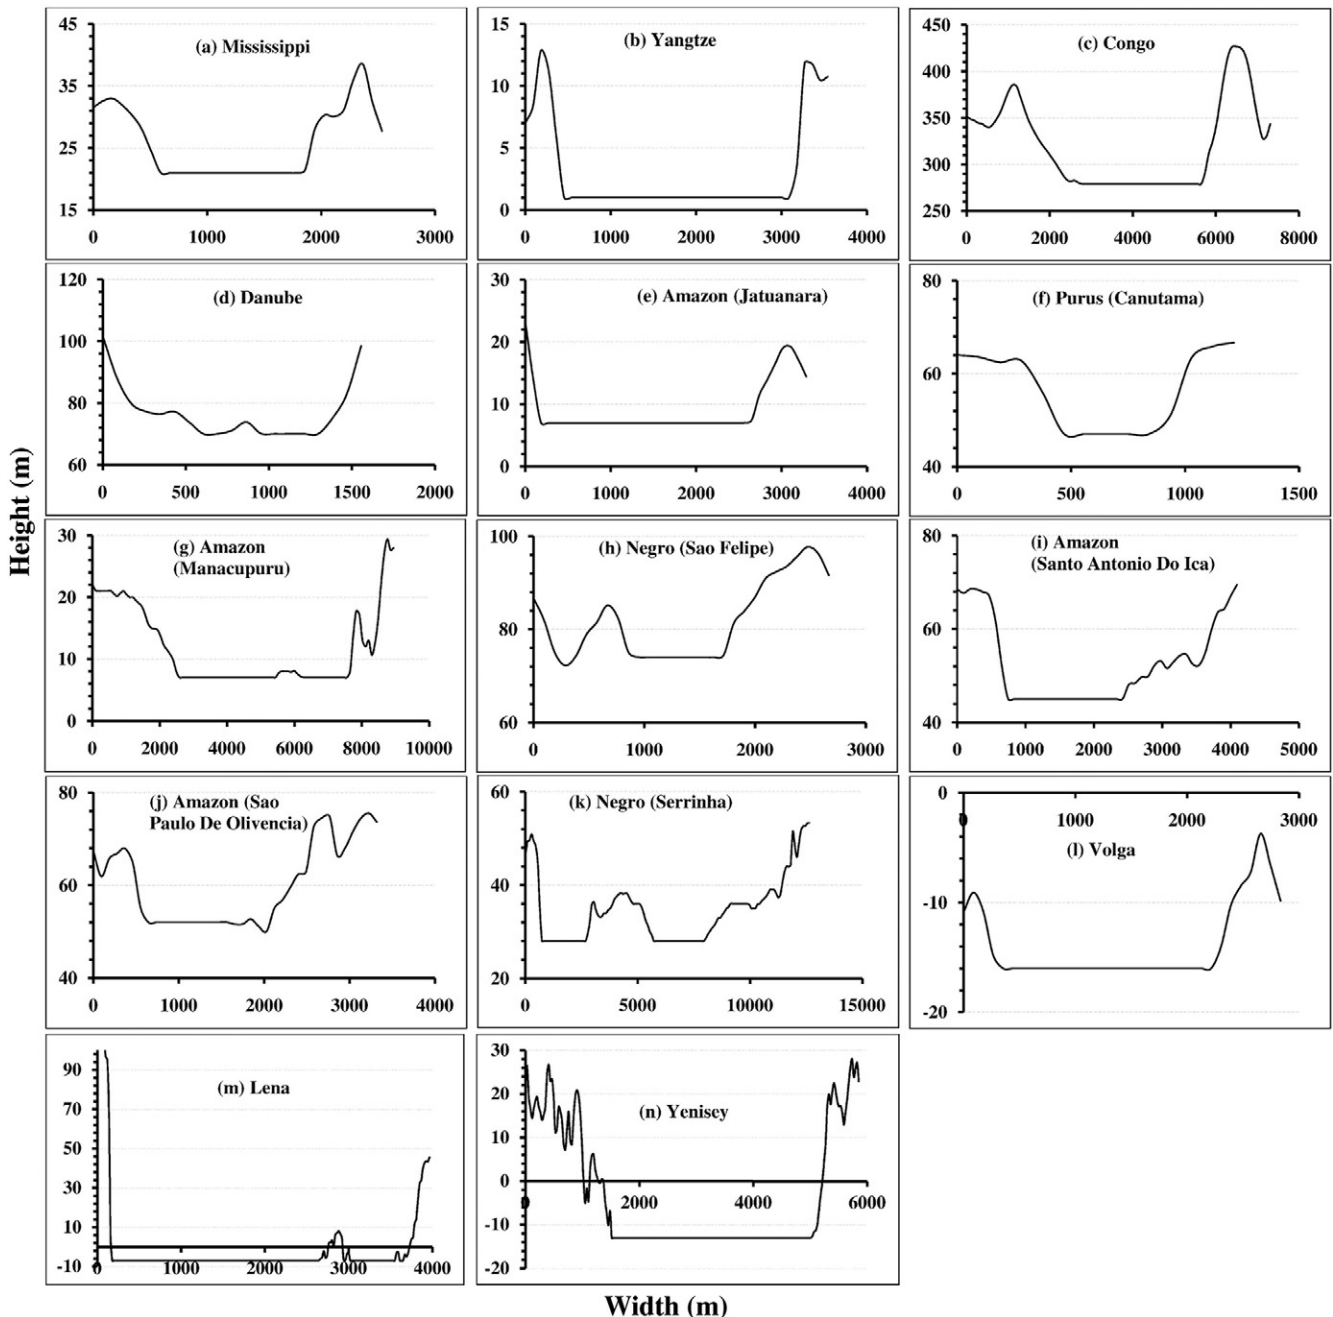 Height (m)
45
35
25
15
(a) Mississippi
0 1000 2000 3000
15
10
5
0
(b) Yangtze
0 1000 2000 3000 4000
450
400
350
300
250
(c) Congo
0 2000 4000 6000 8000
120
100
80
60
(d) Danube
0 500 1000 1500 2000
30
20
10
0
(e) Amazon (Jatuanara)
0 1000 2000 3000 4000
80
60
40
(f) Purus (Canutama)
0 500 1000 1500
30
20
10
0
(g) Amazon
(Manacupuru)
0 2000 4000 6000 8000 10000
100
80
60
(h) Negro (Sao Felipe)
0 1000 2000 3000
80
60
40
(i) Amazon
(Santo Antonio Do Ica)
0 1000 2000 3000 4000 5000
80
60
40
(j) Amazon (Sao
Paulo De Olivencia)
0 1000 2000 3000 4000
60
40
20
(k) Negro (Serrinha)
0 5000 10000 15000
0
-10
-20
0 1000 2000 3000
(l) Volga
90
70
50
30
10
-10
(m) Lena
0 1000 2000 3000 4000
30
20
10
0
-10
-20
(n) Yenisey
0 2000 4000 6000
Width (m)